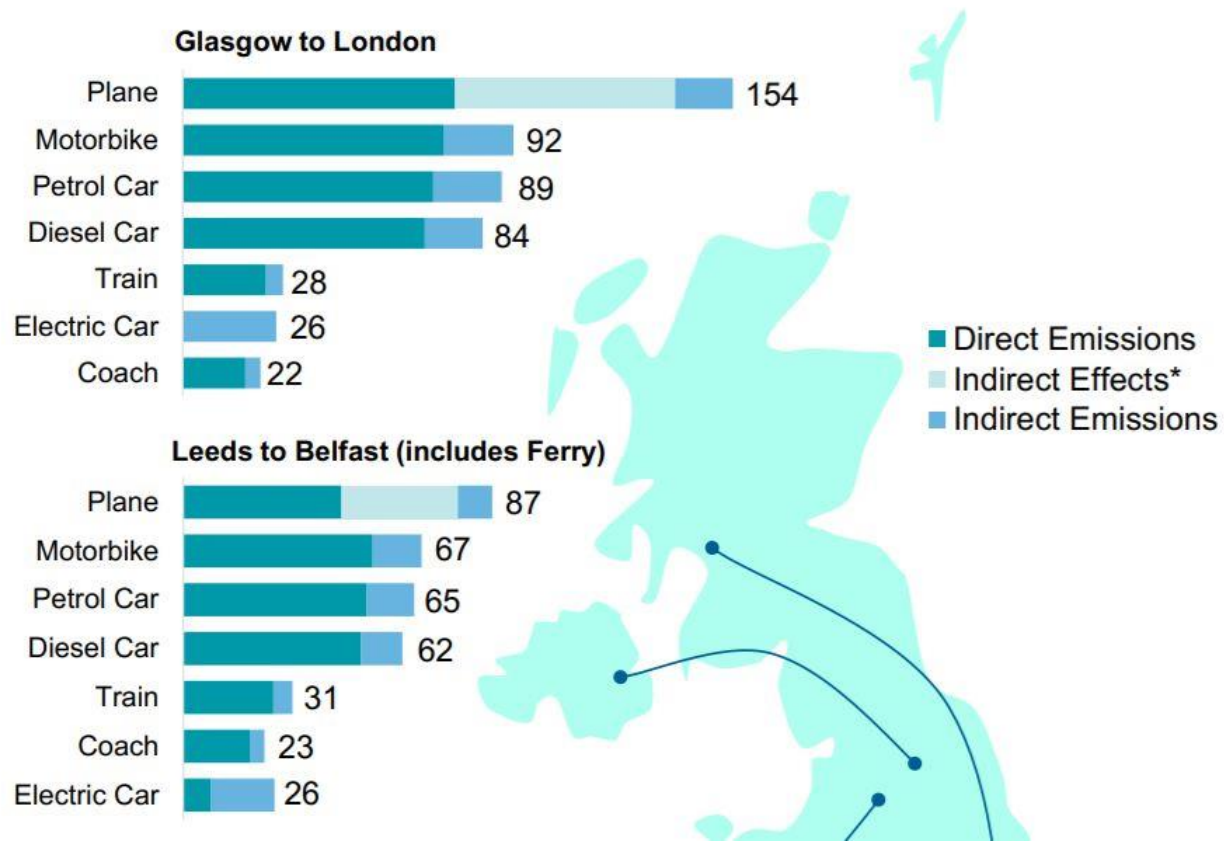 Glasgow to London
Plane 154
Motorbike 92
Petrol Car 89
Diesel Car 84
Train 28
Electric Car 26
Coach 22
Direct Emissions
Indirect Effects*
Indirect Emissions
Leeds to Belfast (includes Ferry)
Plane 87
Motorbike 67
Petrol Car 65
Diesel Car 62
Train 31
Coach 23
Electric Car 26